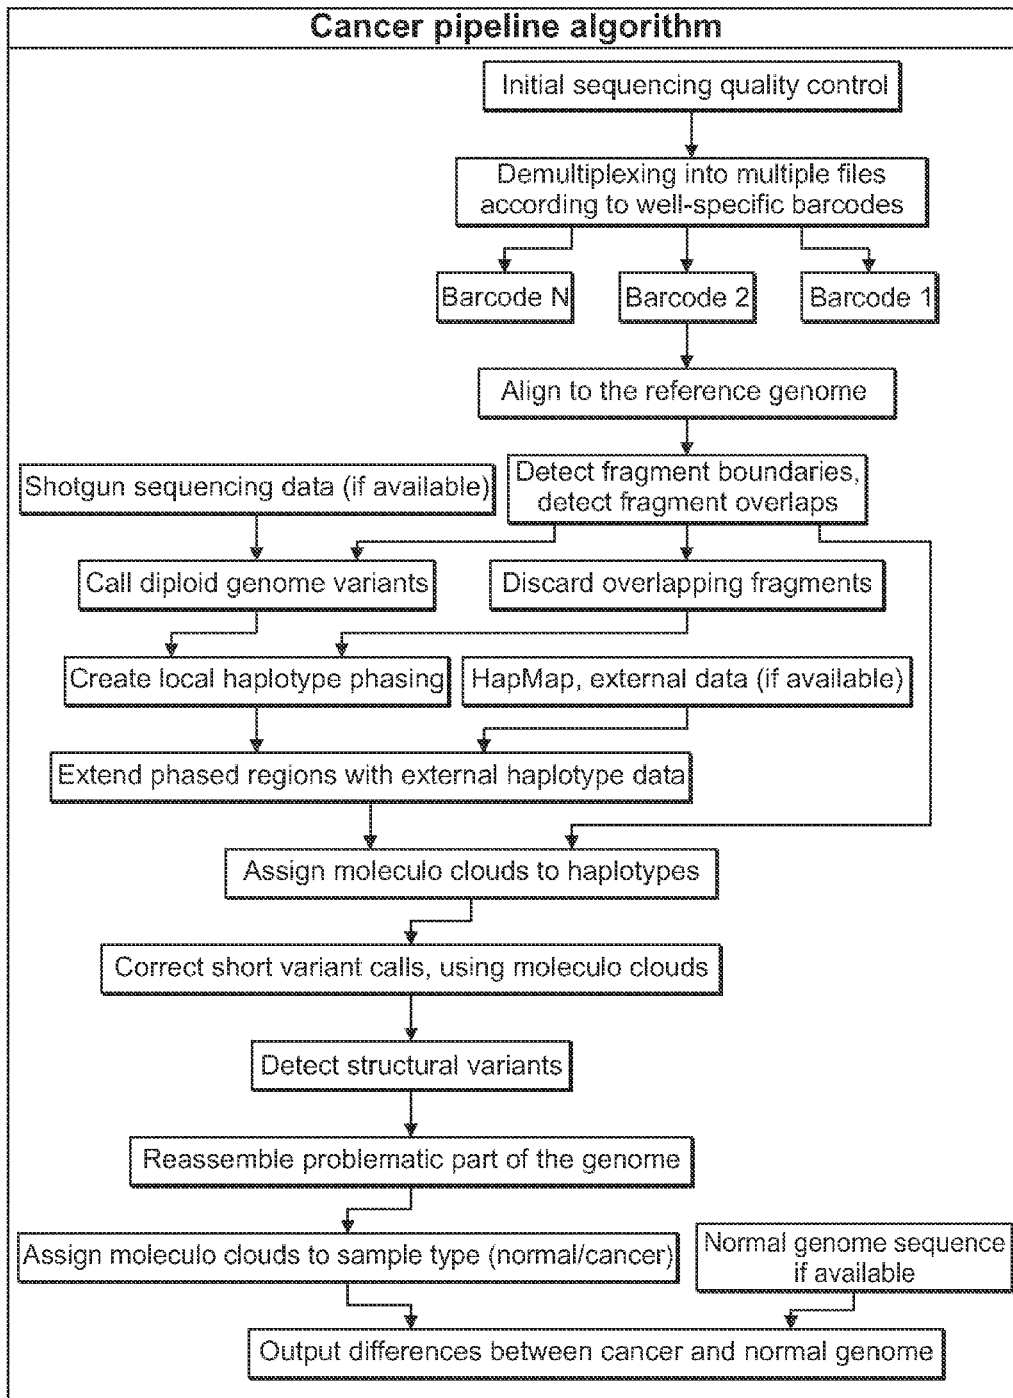 Cancer pipeline algorithm
Initial sequencing quality control
Demultiplexing into multiple files
according to well-specific barcodes
Barcode N
Barcode 2
Barcode 1
Align to the reference genome
Shotgun sequencing data (if available)
Detect fragment boundaries,
detect fragment overlaps
Call diploid genome variants
Discard overlapping fragments
Create local haplotype phasing
HapMap, external data (if available)
Extend phased regions with external haplotype data
Assign moleculo clouds to haplotypes
Correct short variant calls, using moleculo clouds
Detect structural variants
Reassemble problematic part of the genome
Assign moleculo clouds to sample type (normal/cancer)
Normal genome sequence
if available
Output differences between cancer and normal genome